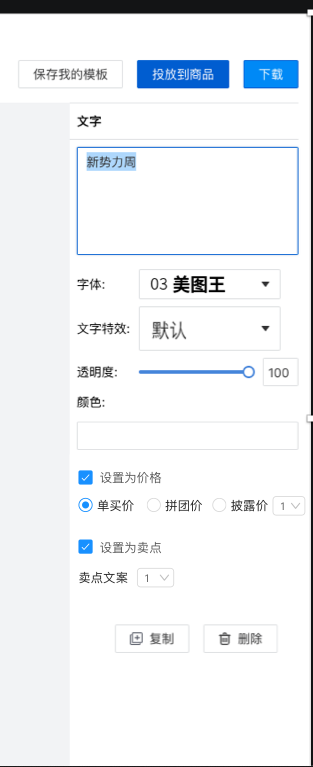 保存我的模板 投放到商品 下载
文字
新势力周
字体: 03 美图王
文字特效: 默认
透明度: 100
颜色:
设置为价格
单买价 拼团价 披露价 1
设置为卖点
卖点文案 1
复制 删除